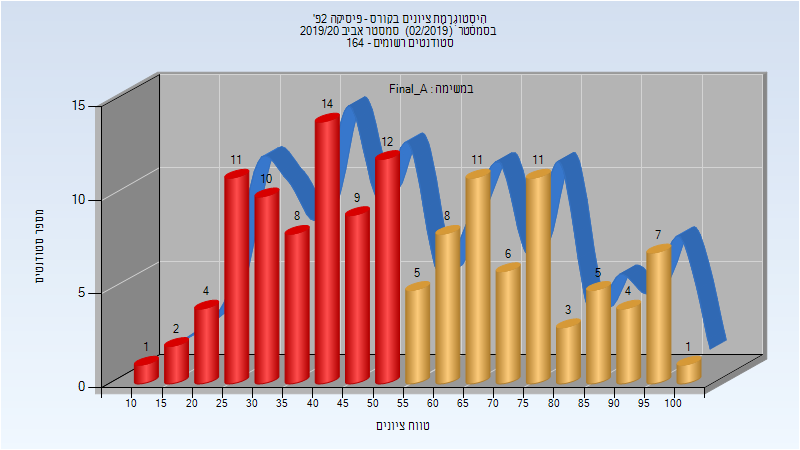 היסטוגרמת ציונים בקורס - פיסיקה 2פ'
בסמסטר (02/2019) סמסטר אביב 2019/20
סטודנטים רשומים - 164
במשימה : Final_A
מספר סטודנטים
15
10
5
0
1 2 4 11 10 8 14 9 12 5 8 11 6 11 3 5 4 7 1
10 15 20 25 30 35 40 45 50 55 60 65 70 75 80 85 90 95 100
טווח ציונים